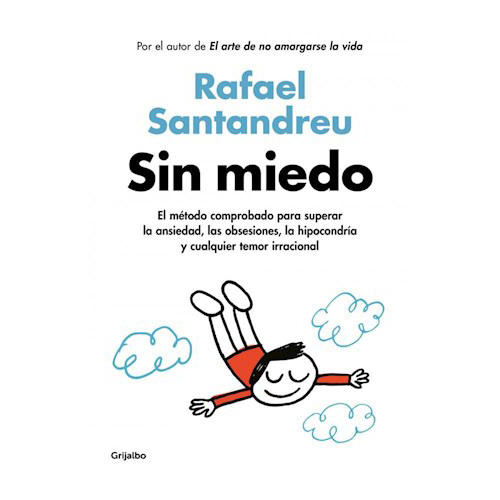 Por el autor de El arte de no amargarse la vida
Rafael
Santandreu
Sin miedo
El método comprobado para superar
la ansiedad, las obsesiones, la hipocondría
y cualquier temor irracional
Grijalbo